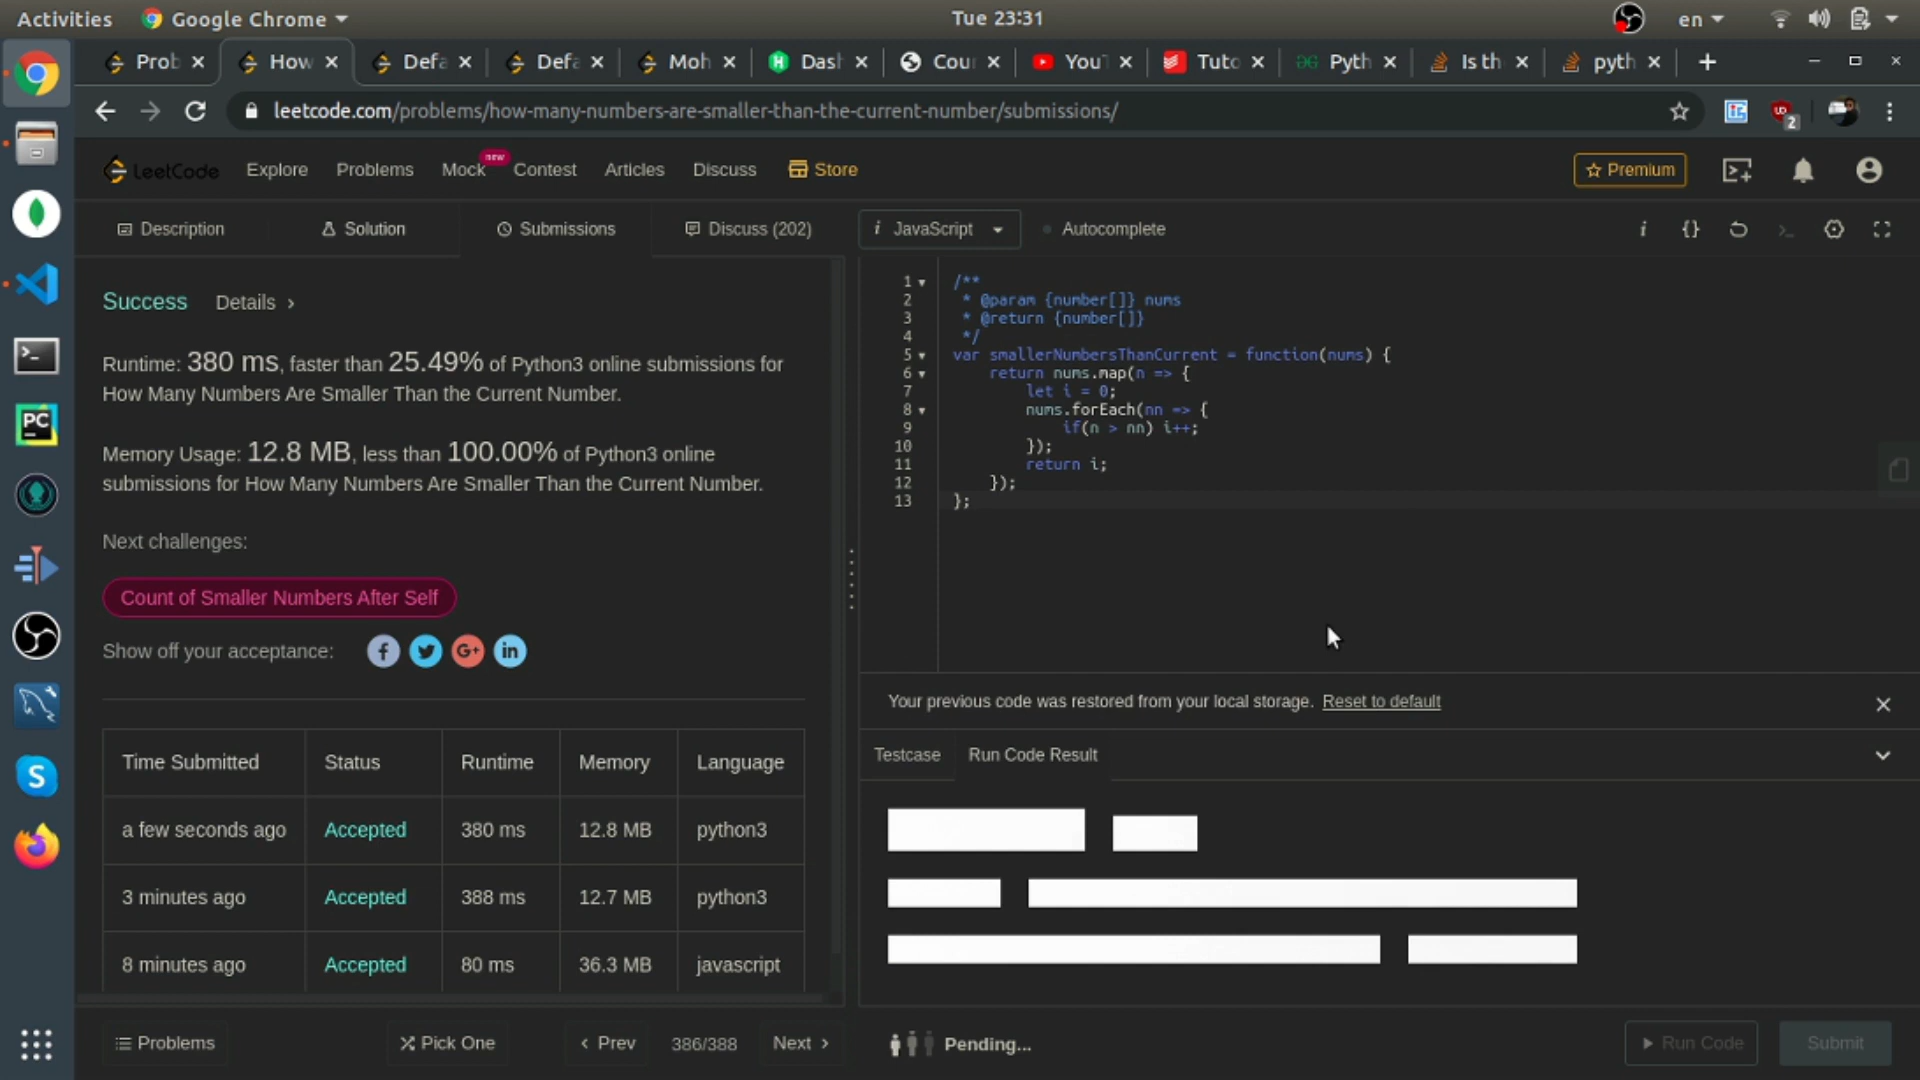 Activities
Google Chrome
Tue 23:31
en
Prob
How
Defa
Defa
Moh
Dash
Cour
YouT
Tuto
Pyth
Is th
pyth
leetcode.com/problems/how-many-numbers-are-smaller-than-the-current-number/submissions/
2
LeetCode
Explore
Problems
Mock
new
Contest
Articles
Discuss
Store
Premium
Description
Solution
Submissions
Discuss (202)
i JavaScript
Autocomplete
i {}
Success
Details >
Runtime: 380 ms, faster than 25.49% of Python3 online submissions for
How Many Numbers Are Smaller Than the Current Number.
Memory Usage: 12.8 MB, less than 100.00% of Python3 online
submissions for How Many Numbers Are Smaller Than the Current Number.
Next challenges:
Count of Smaller Numbers After Self
Show off your acceptance:
f
G+
in
Time Submitted Status Runtime Memory Language
a few seconds ago Accepted 380 ms 12.8 MB python3
3 minutes ago Accepted 388 ms 12.7 MB python3
8 minutes ago Accepted 80 ms 36.3 MB javascript
1 /**
2 * @param {number[]} nums
3 * @return {number[]}
4 */
5 var smallerNumbersThanCurrent = function(nums) {
6 return nums.map(n => {
7 let i = 0;
8 nums.forEach(nn => {
9 if(n > nn) i++;
10 });
11 return i;
12 });
13 };
Your previous code was restored from your local storage. Reset to default
Testcase
Run Code Result
Problems
Pick One
< Prev
386/388
Next >
Pending...
Run Code
Submit
PC
S